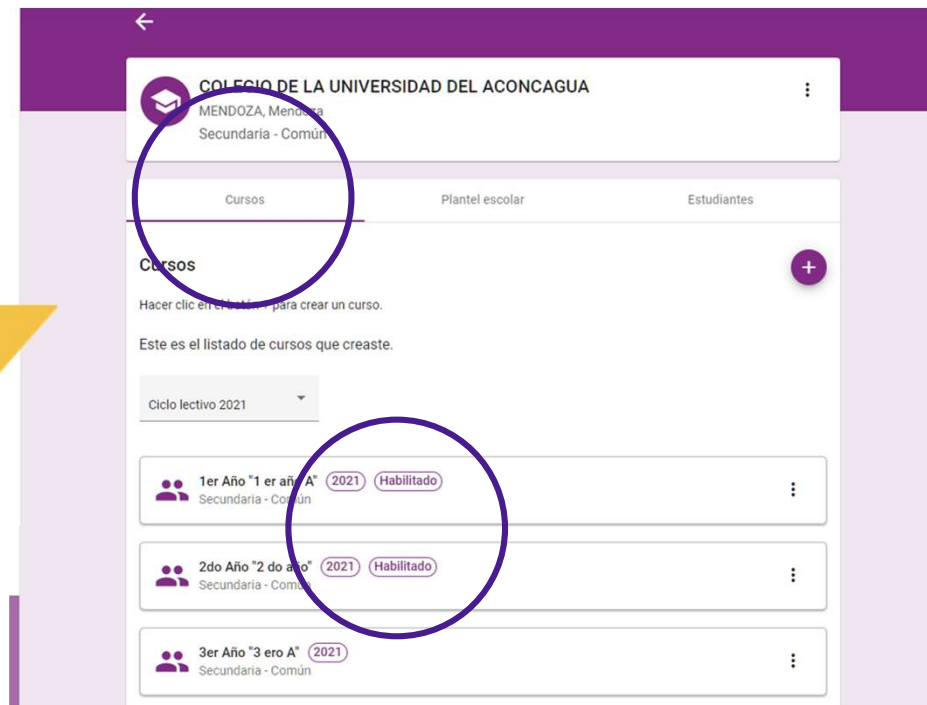 COLEGIO DE LA UNIVERSIDAD DEL ACONCAGUA
MENDOZA, Mendoza
Secundaria - Común
Cursos Plantel escolar Estudiantes
Cursos
+
Hacer clic en el botón + para crear un curso.
Este es el listado de cursos que creaste.
Ciclo lectivo 2021
1er Año "1 er año A" 2021 Habilitado
Secundaria - Común
2do Año "2 do año" 2021 Habilitado
Secundaria - Común
3er Año "3 ero A" 2021
Secundaria - Común